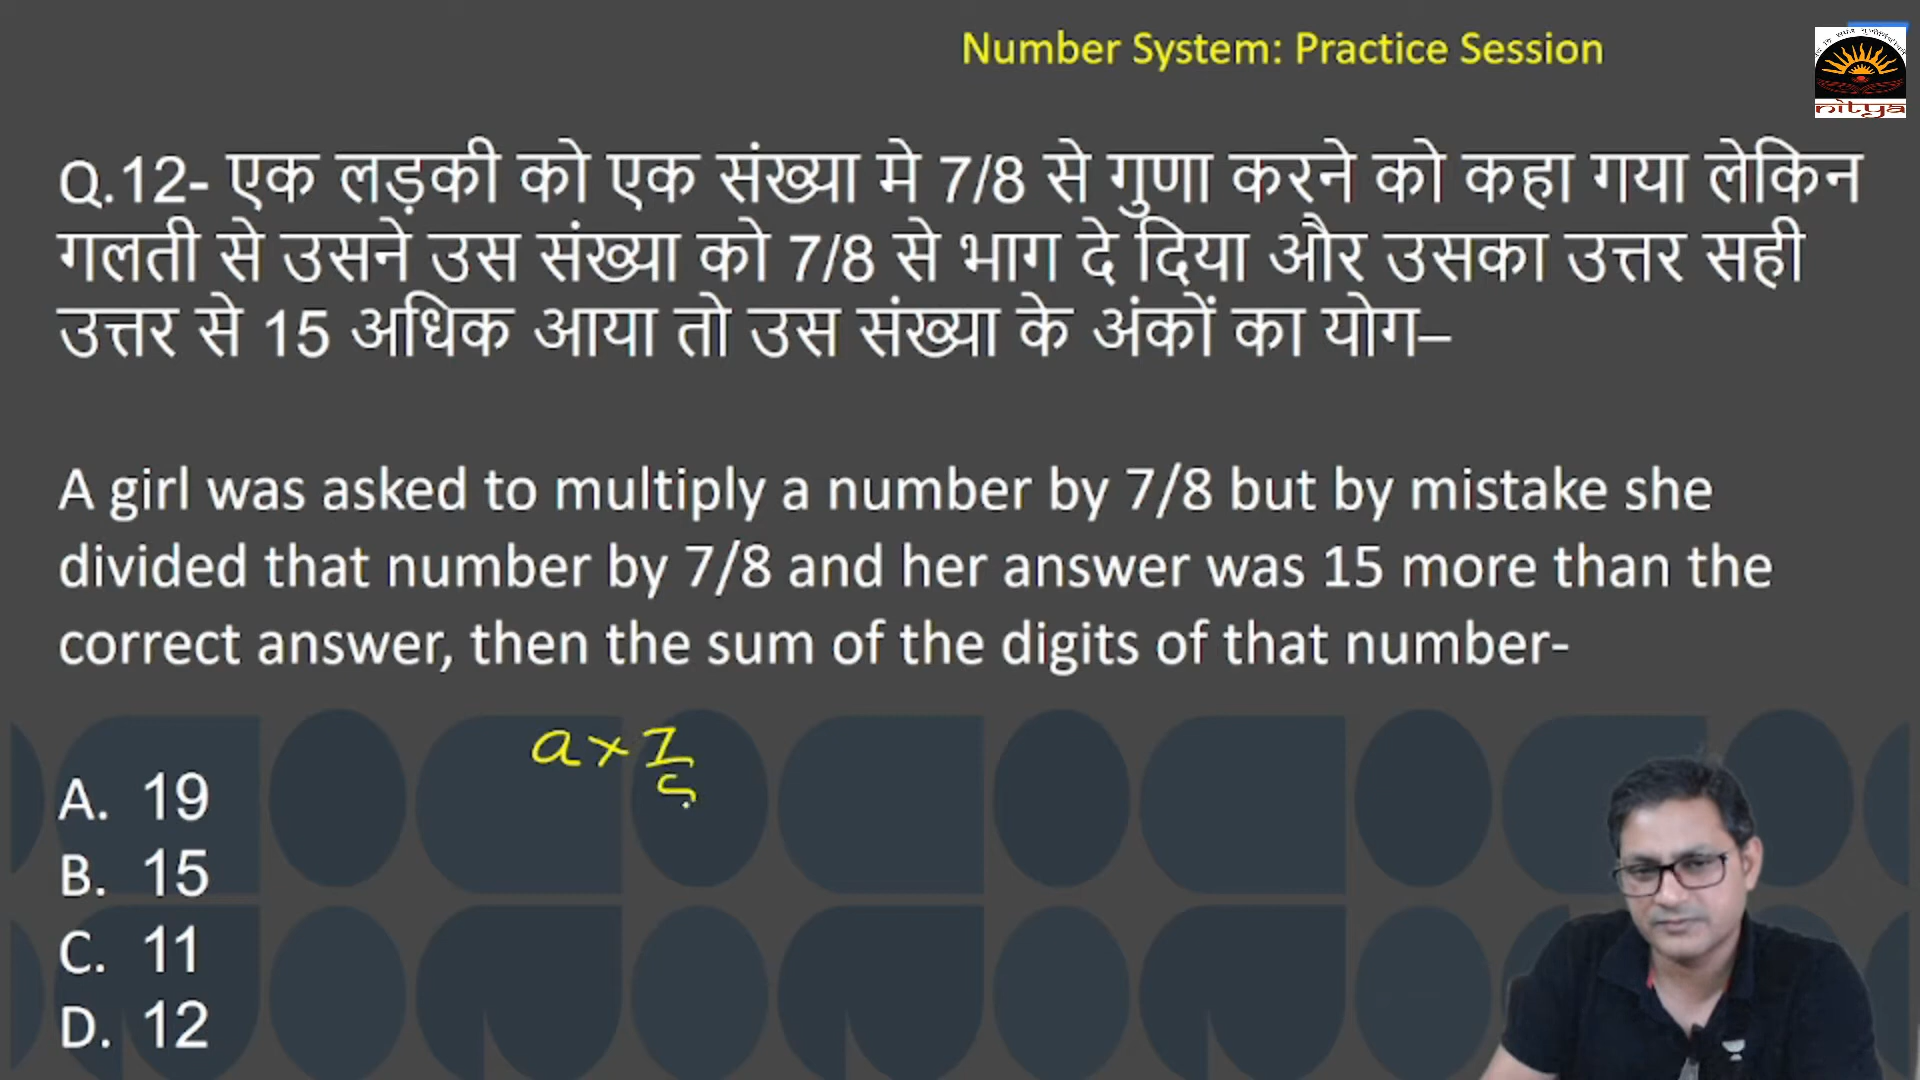 Number System: Practice Session
nitya
Q.12- एक लड़की को एक संख्या मे 7/8 से गुणा करने को कहा गया लेकिन
गलती से उसने उस संख्या को 7/8 से भाग दे दिया और उसका उत्तर सही
उत्तर से 15 अधिक आया तो उस संख्या के अंकों का योग–
A girl was asked to multiply a number by 7/8 but by mistake she
divided that number by 7/8 and her answer was 15 more than the
correct answer, then the sum of the digits of that number-
a × 7
A. 19
B. 15
C. 11
D. 12